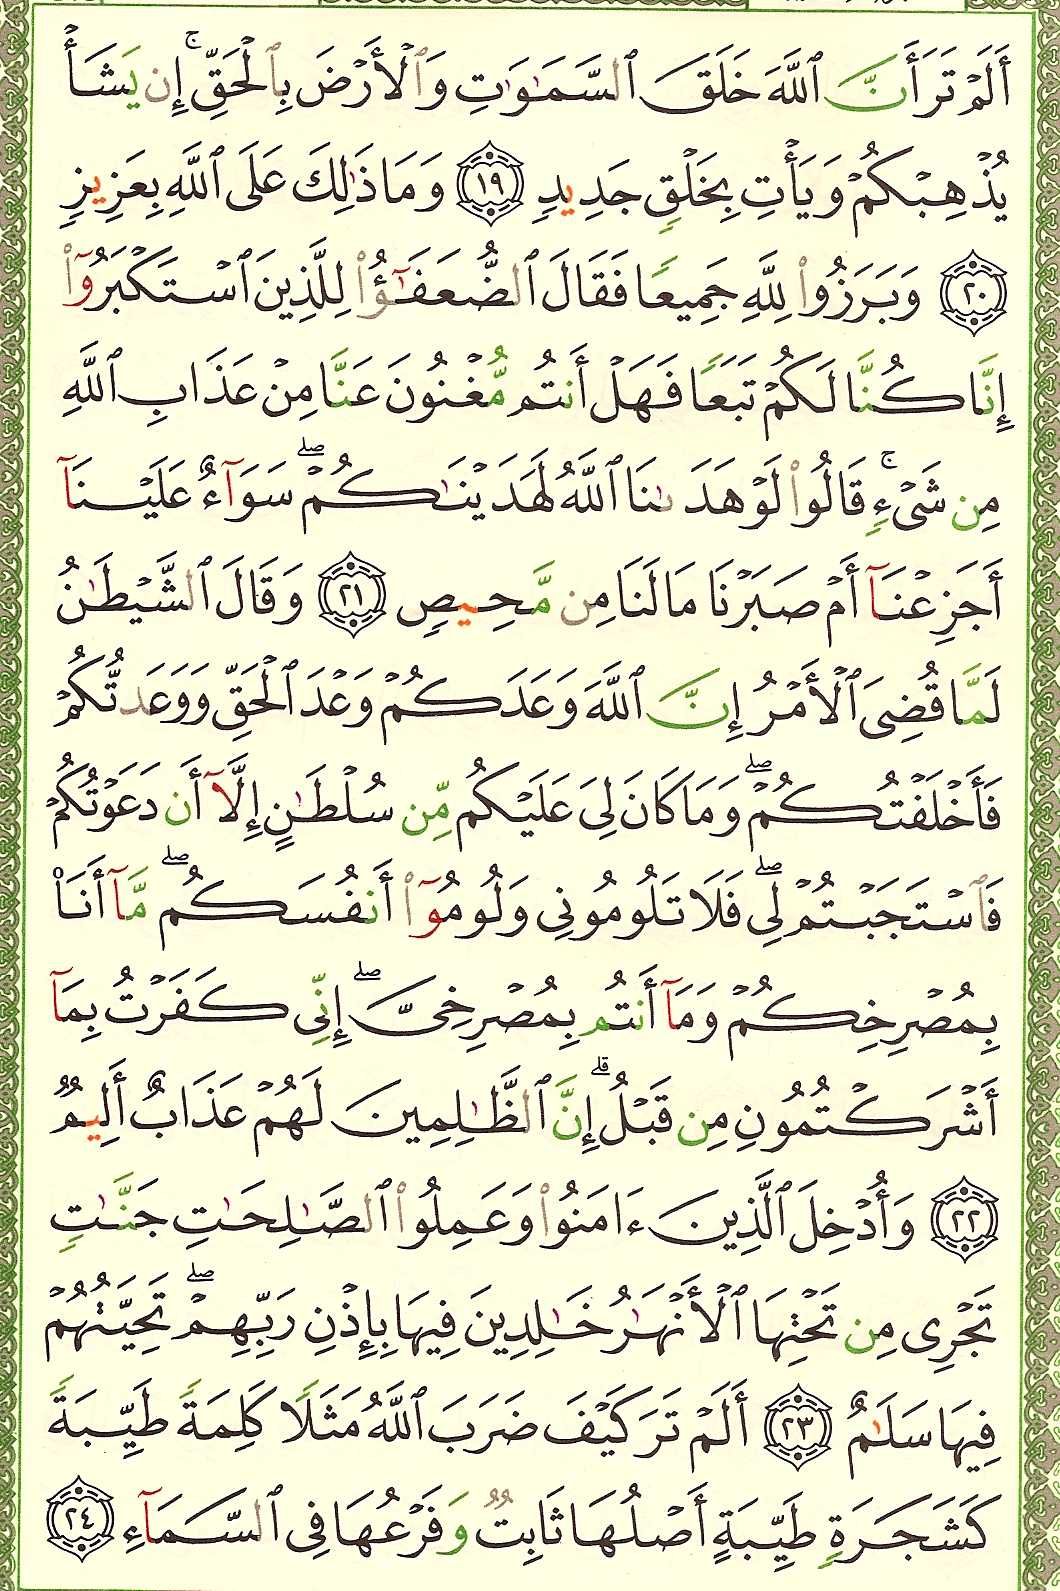 أَلَمْ تَرَ أَنَّ ٱللَّهَ خَلَقَ ٱلسَّمَٰوَٰتِ وَٱلْأَرْضَ بِٱلْحَقِّ ۚ إِن يَشَأْ
يُذْهِبْكُمْ وَيَأْتِ بِخَلْقٍ جَدِيدٍ ١٩ وَمَا ذَٰلِكَ عَلَى ٱللَّهِ بِعَزِيزٍ
٢٠ وَبَرَزُوا۟ لِلَّهِ جَمِيعًا فَقَالَ ٱلضُّعَفَٰٓؤُا۟ لِلَّذِينَ ٱسْتَكْبَرُوٓا۟
إِنَّا كُنَّا لَكُمْ تَبَعًا فَهَلْ أَنتُم مُّغْنُونَ عَنَّا مِنْ عَذَابِ ٱللَّهِ
مِن شَىْءٍ ۚ قَالُوا۟ لَوْ هَدَىٰنَا ٱللَّهُ لَهَدَيْنَٰكُمْ ۖ سَوَآءٌ عَلَيْنَآ
أَجَزِعْنَآ أَمْ صَبَرْنَا مَا لَنَا مِن مَّحِيصٍ ٢١ وَقَالَ ٱلشَّيْطَٰنُ
لَمَّا قُضِىَ ٱلْأَمْرُ إِنَّ ٱللَّهَ وَعَدَكُمْ وَعْدَ ٱلْحَقِّ وَوَعَدتُّكُمْ
فَأَخْلَفْتُكُمْ ۖ وَمَا كَانَ لِىَ عَلَيْكُم مِّن سُلْطَٰنٍ إِلَّآ أَن دَعَوْتُكُمْ
فَٱسْتَجَبْتُمْ لِى ۖ فَلَا تَلُومُونِى وَلُومُوٓا۟ أَنفُسَكُم ۖ مَّآ أَنَا۠
بِمُصْرِخِكُمْ وَمَآ أَنتُم بِمُصْرِخِىَّ ۖ إِنِّى كَفَرْتُ بِمَآ
أَشْرَكْتُمُونِ مِن قَبْلُ ۗ إِنَّ ٱلظَّٰلِمِينَ لَهُمْ عَذَابٌ أَلِيمٌ
٢٢ وَأُدْخِلَ ٱلَّذِينَ ءَامَنُوا۟ وَعَمِلُوا۟ ٱلصَّٰلِحَٰتِ جَنَّٰتٍ
تَجْرِى مِن تَحْتِهَا ٱلْأَنْهَٰرُ خَٰلِدِينَ فِيهَا بِإِذْنِ رَبِّهِمْ ۖ تَحِيَّتُهُمْ
فِيهَا سَلَٰمٌ ٢٣ أَلَمْ تَرَ كَيْفَ ضَرَبَ ٱللَّهُ مَثَلًا كَلِمَةً طَيِّبَةً
كَشَجَرَةٍ طَيِّبَةٍ أَصْلُهَا ثَابِتٌ وَفَرْعُهَا فِى ٱلسَّمَآءِ ٢٤